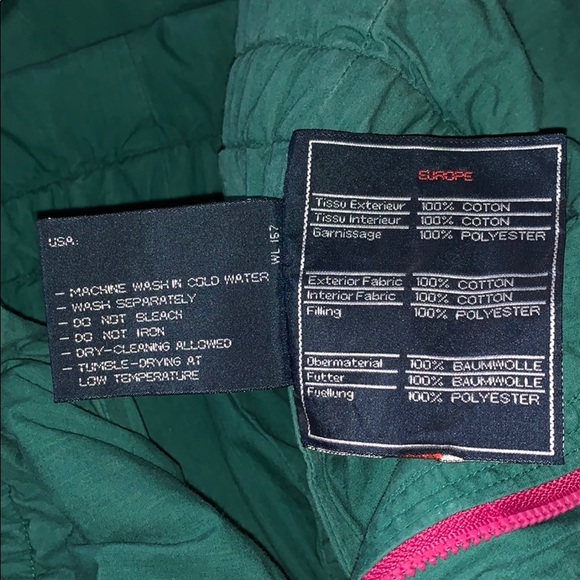 USA:
- MACHINE WASH IN COLD WATER
- WASH SEPARATELY
- DO NOT BLEACH
- DO NOT IRON
- DRY-CLEANING ALLOWED
- TUMBLE-DRYING AT
LOW TEMPERATURE
WL 157
EUROPE
Tissu Exterieur 100% COTON
Tissu Interieur 100% COTON
Garnissage 100% POLYESTER
Exterior Fabric 100% COTTON
Interior Fabric 100% COTTON
Filling 100% POLYESTER
Obermaterial 100% BAUMWOLLE
Futter 100% BAUMWOLLE
Fuellung 100% POLYESTER